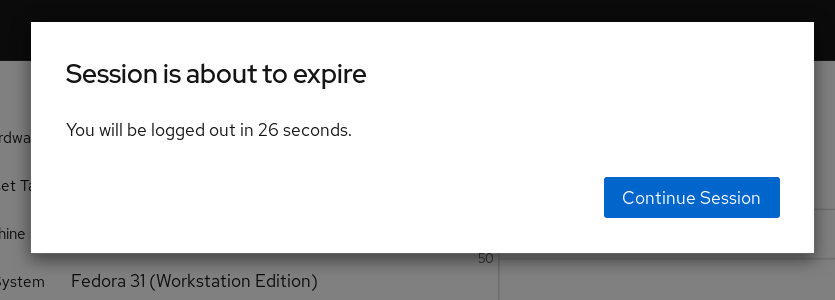 Session is about to expire
You will be logged out in 26 seconds.
Continue Session
50
System Fedora 31 (Workstation Edition)